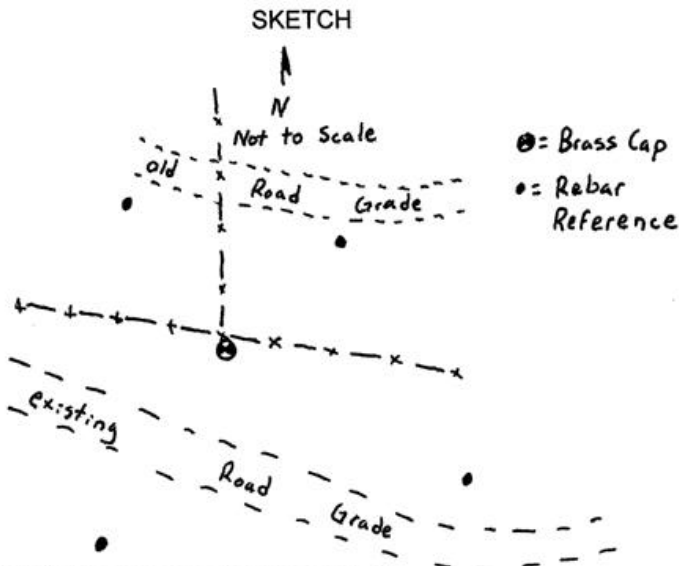 SKETCH
N
Not to Scale
⊗= Brass Cap
•= Rebar
Reference
old Road Grade
existing Road Grade